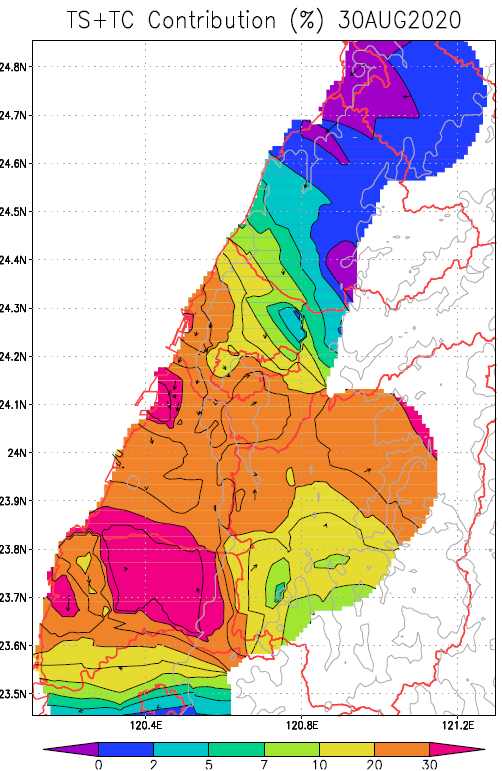 TS+TC Contribution (%) 30AUG2020
24.8N
24.7N
24.6N
24.5N
24.4N
24.3N
24.2N
24.1N
24N
23.9N
23.8N
23.7N
23.6N
23.5N
120.4E 120.8E 121.2E
0 2 5 7 10 20 30